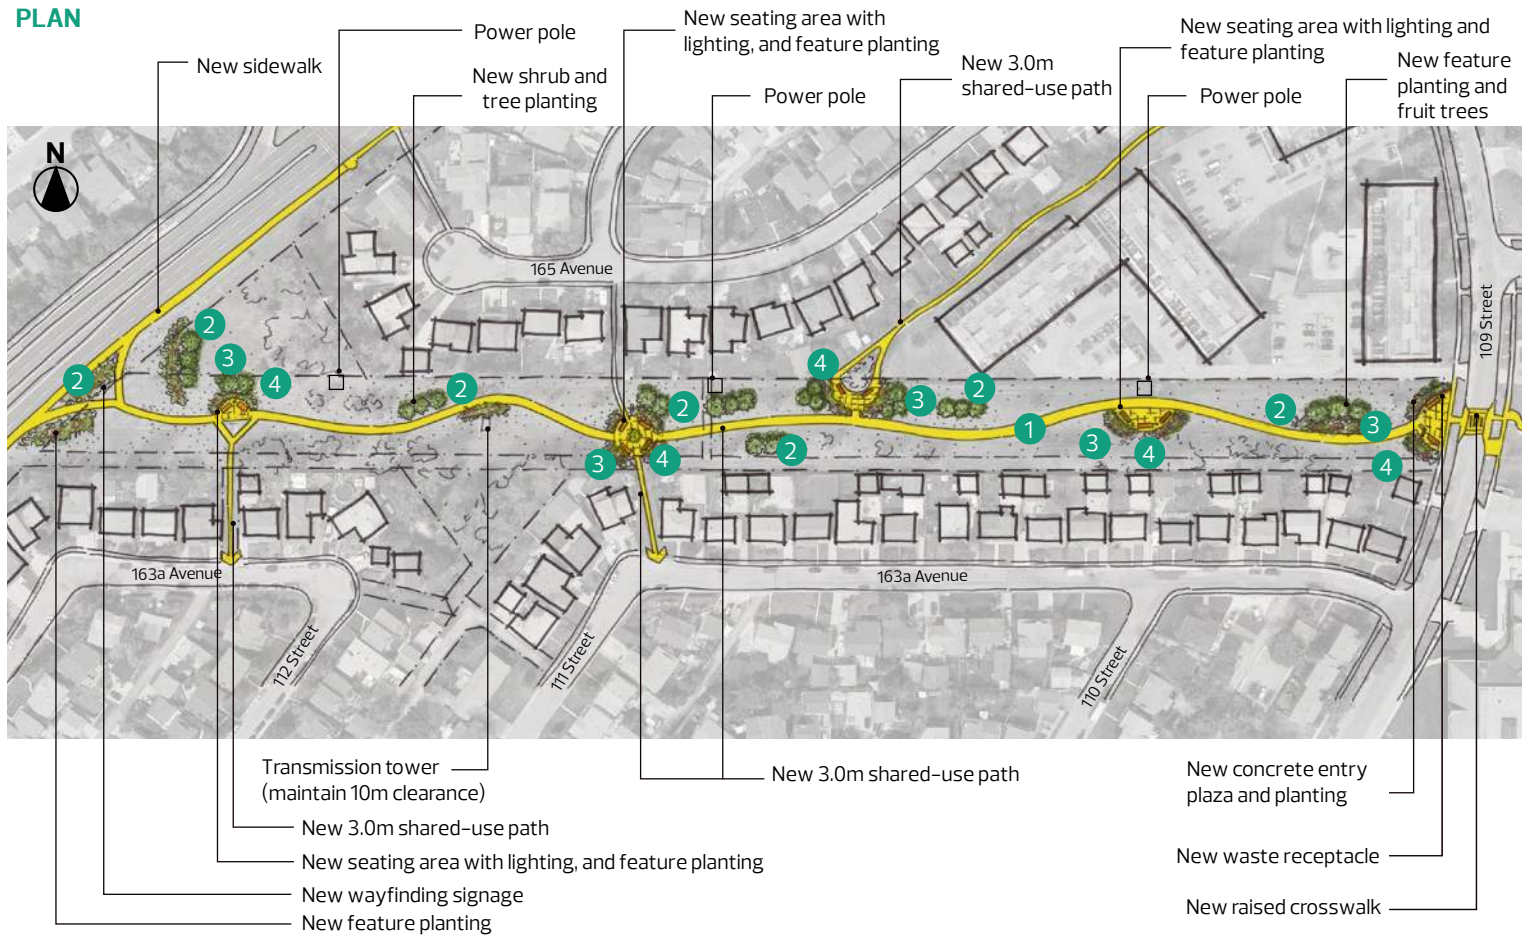 PLAN
New sidewalk
Power pole
New shrub and
tree planting
New seating area with
lighting, and feature planting
Power pole
New 3.0m
shared-use path
New seating area with lighting and
feature planting
Power pole
New feature
planting and
fruit trees
N
165 Avenue
109 Street
2
3
4
2
2
2
3
4
2
4
3
2
1
3
4
2
3
4
163a Avenue
163a Avenue
112 Street
111 Street
110 Street
Transmission tower
(maintain 10m clearance)
New 3.0m shared-use path
New seating area with lighting, and feature planting
New wayfinding signage
New feature planting
New 3.0m shared-use path
New concrete entry
plaza and planting
New waste receptacle
New raised crosswalk